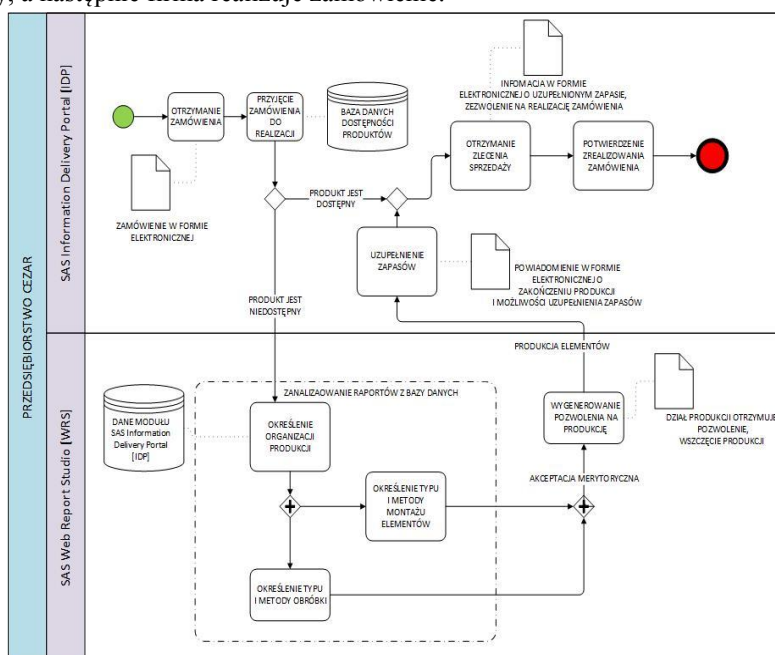 y, a następnie firma realizuje zamówienie.
PRZEDSIĘBIORSTWO CEZAR
SAS Information Delivery Portal [IDP]
OTRZYMANIE
ZAMÓWIENIA
PRZYJĘCIE
ZAMÓWIENIA
DO
REALIZACJI
BAZA DANYCH
DOSTĘPNOŚCI
PRODUKTÓW
INFOMACJA W FORMIE
ELEKTRONICZNEJ O UZUPEŁNIONYM ZAPASIE,
ZEZWOLENIE NA REALIZACJĘ ZAMÓWIENIA
OTRZYMANIE
ZLECENIA
SPRZEDAŻY
POTWIERDZENIE
ZREALIZOWANIA
ZAMÓWIENIA
ZAMÓWIENIE W FORMIE
ELEKTRONICZNEJ
PRODUKT JEST
DOSTĘPNY
UZUPEŁNIENIE
ZAPASÓW
POWIADOMIENIE W FORMIE
ELEKTRONICZNEJ O
ZAKOŃCZENIU PRODUKCJI
I MOŻLIWOŚCI UZUPEŁNIENIA ZAPASÓW
PRODUKT JEST
NIEDOSTĘPNY
SAS Web Report Studio [WRS]
PRODUKCJA ELEMENTÓW
ZANALIZAOWANIE RAPORTÓW Z BAZY DANYCH
DANE MODUŁU
SAS Information
Delivery Portal
[IDP]
OKREŚLENIE
ORGANIZACJI
PRODUKCJI
WYGENEROWANIE
POZWOLENIA NA
PRODUKCJĘ
DZIAŁ PRODUKCJI OTRZYMUJE
POZWOLENIE,
WSZCZĘCIE PRODUKCJI
AKCEPTACJA MERYTORYCZNA
OKREŚLENIE TYPU
I METODY
MONTAŻU
ELEMENTÓW
OKREŚLENIE TYPU
I METODY OBRÓBKI